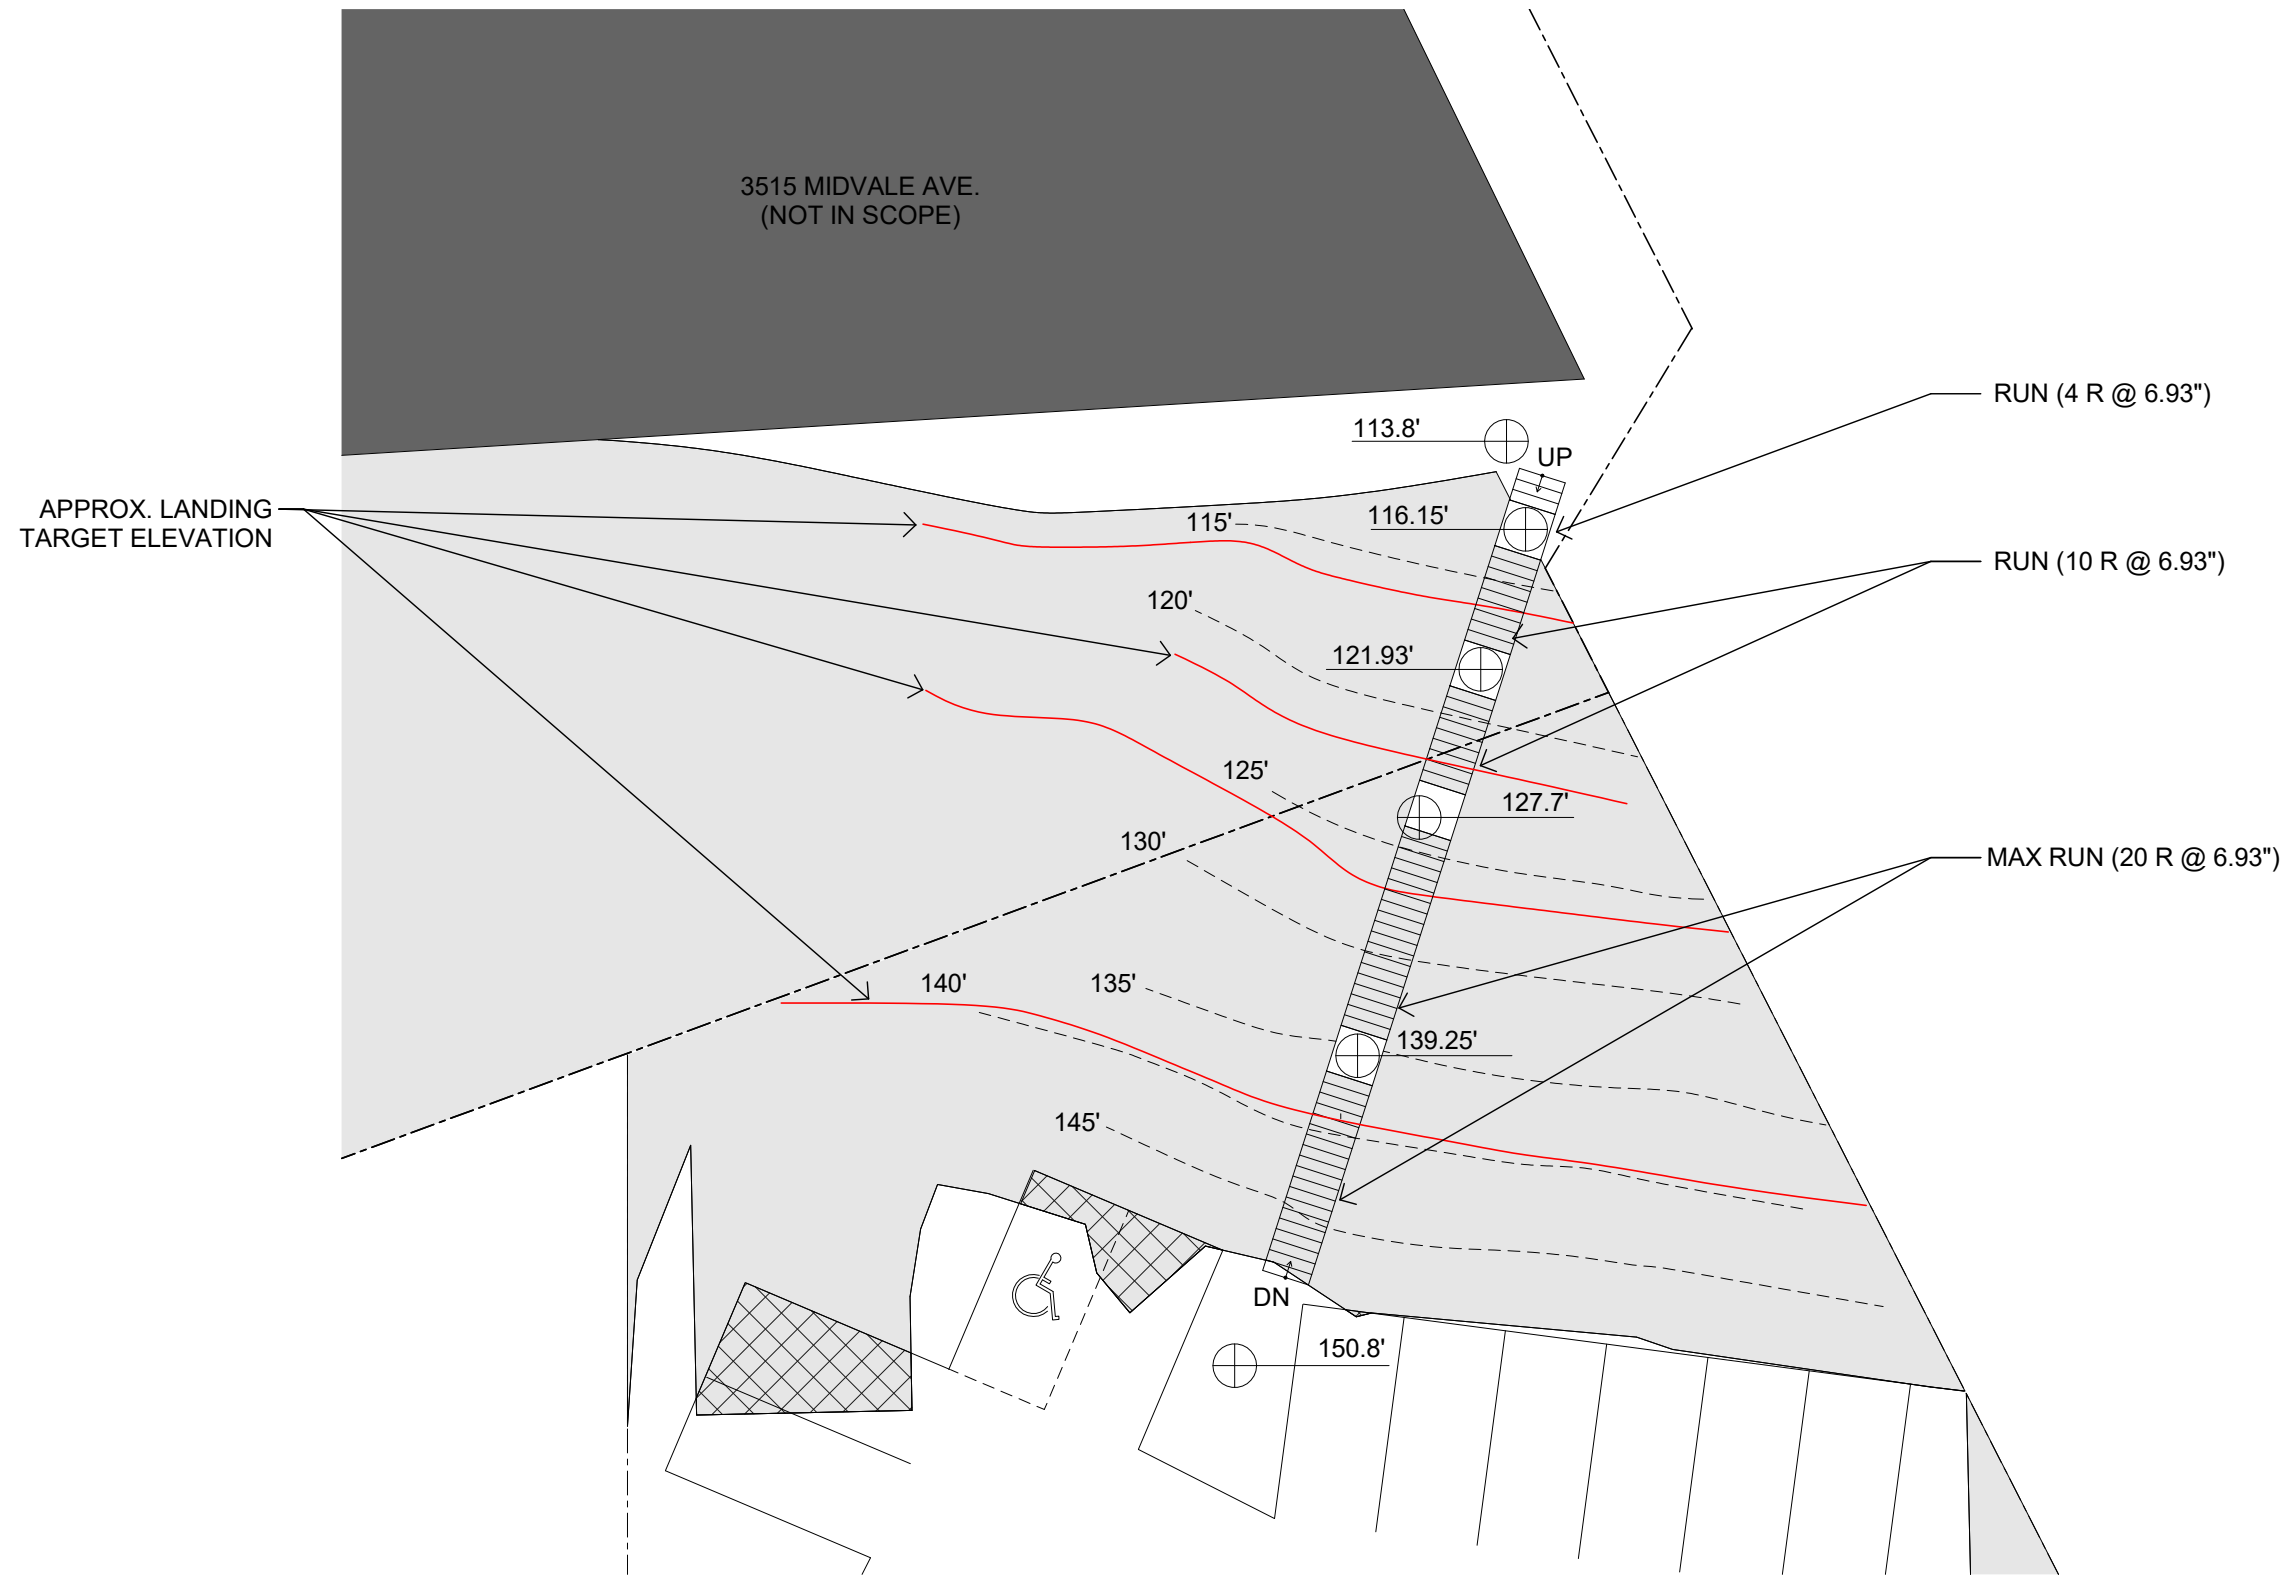 3515 MIDVALE AVE.
(NOT IN SCOPE)
RUN (4 R @ 6.93")
113.8'
UP
APPROX. LANDING
TARGET ELEVATION
115'
116.15'
RUN (10 R @ 6.93")
120'
121.93'
125'
127.7'
130'
MAX RUN (20 R @ 6.93")
140'
135'
139.25'
145'
DN
150.8'